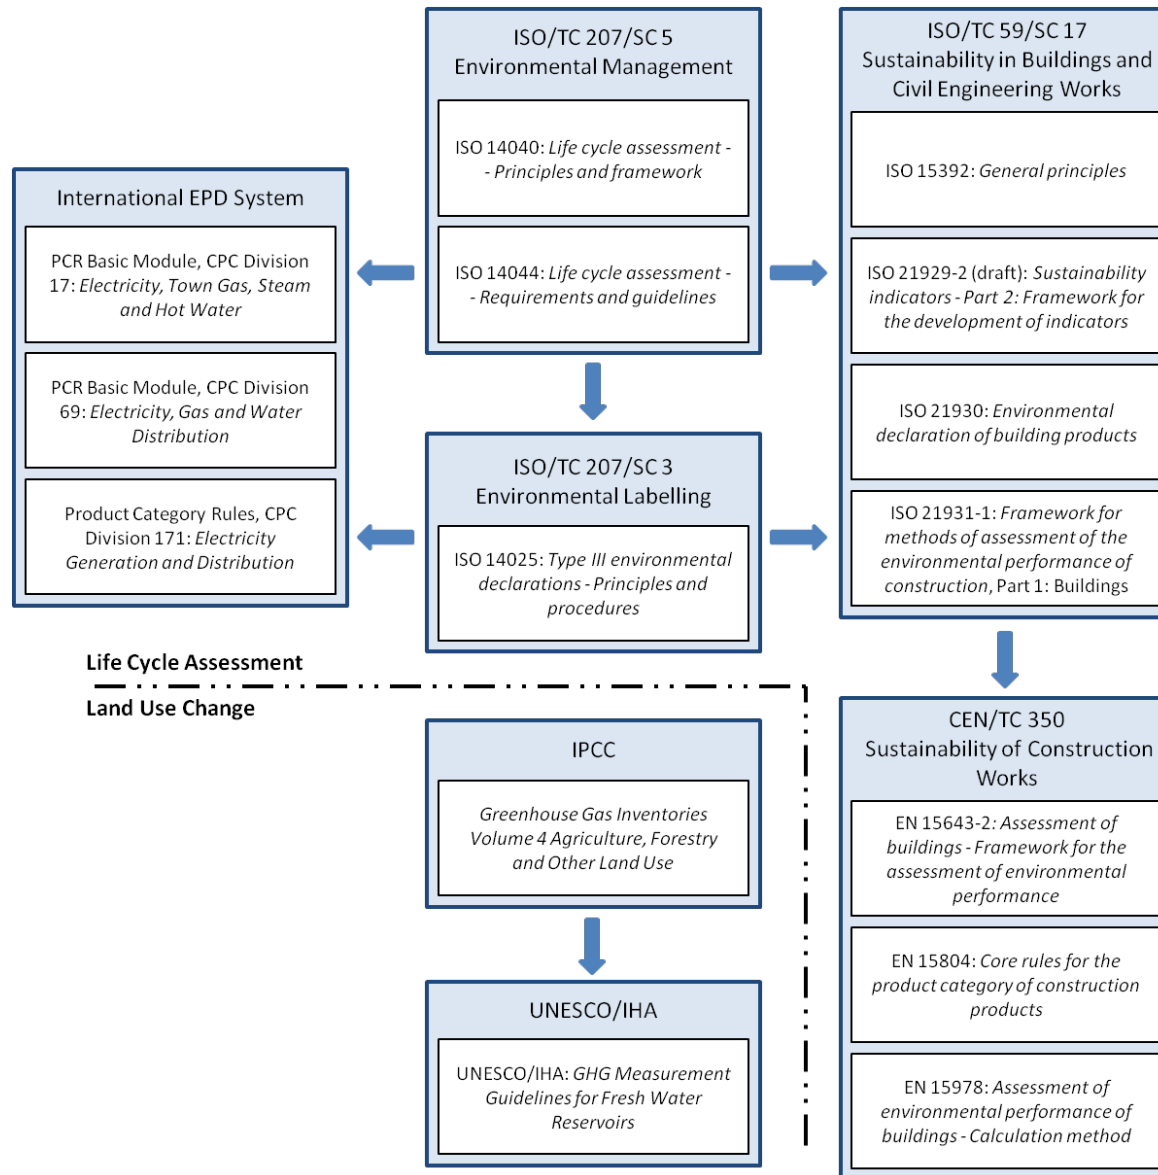 ISO/TC 207/SC 5
Environmental Management
ISO 14040: Life cycle assessment -
- Principles and framework
ISO 14044: Life cycle assessment -
- Requirements and guidelines
ISO/TC 59/SC 17
Sustainability in Buildings and
Civil Engineering Works
ISO 15392: General principles
ISO 21929-2 (draft): Sustainability
indicators - Part 2: Framework for
the development of indicators
ISO 21930: Environmental
declaration of building products
ISO 21931-1: Framework for
methods of assessment of the
environmental performance of
construction, Part 1: Buildings
International EPD System
PCR Basic Module, CPC Division
17: Electricity, Town Gas, Steam
and Hot Water
PCR Basic Module, CPC Division
69: Electricity, Gas and Water
Distribution
Product Category Rules, CPC
Division 171: Electricity
Generation and Distribution
ISO/TC 207/SC 3
Environmental Labelling
ISO 14025: Type III environmental
declarations - Principles and
procedures
Life Cycle Assessment
Land Use Change
IPCC
Greenhouse Gas Inventories
Volume 4 Agriculture, Forestry
and Other Land Use
UNESCO/IHA
UNESCO/IHA: GHG Measurement
Guidelines for Fresh Water
Reservoirs
CEN/TC 350
Sustainability of Construction
Works
EN 15643-2: Assessment of
buildings - Framework for the
assessment of environmental
performance
EN 15804: Core rules for the
product category of construction
products
EN 15978: Assessment of
environmental performance of
buildings - Calculation method